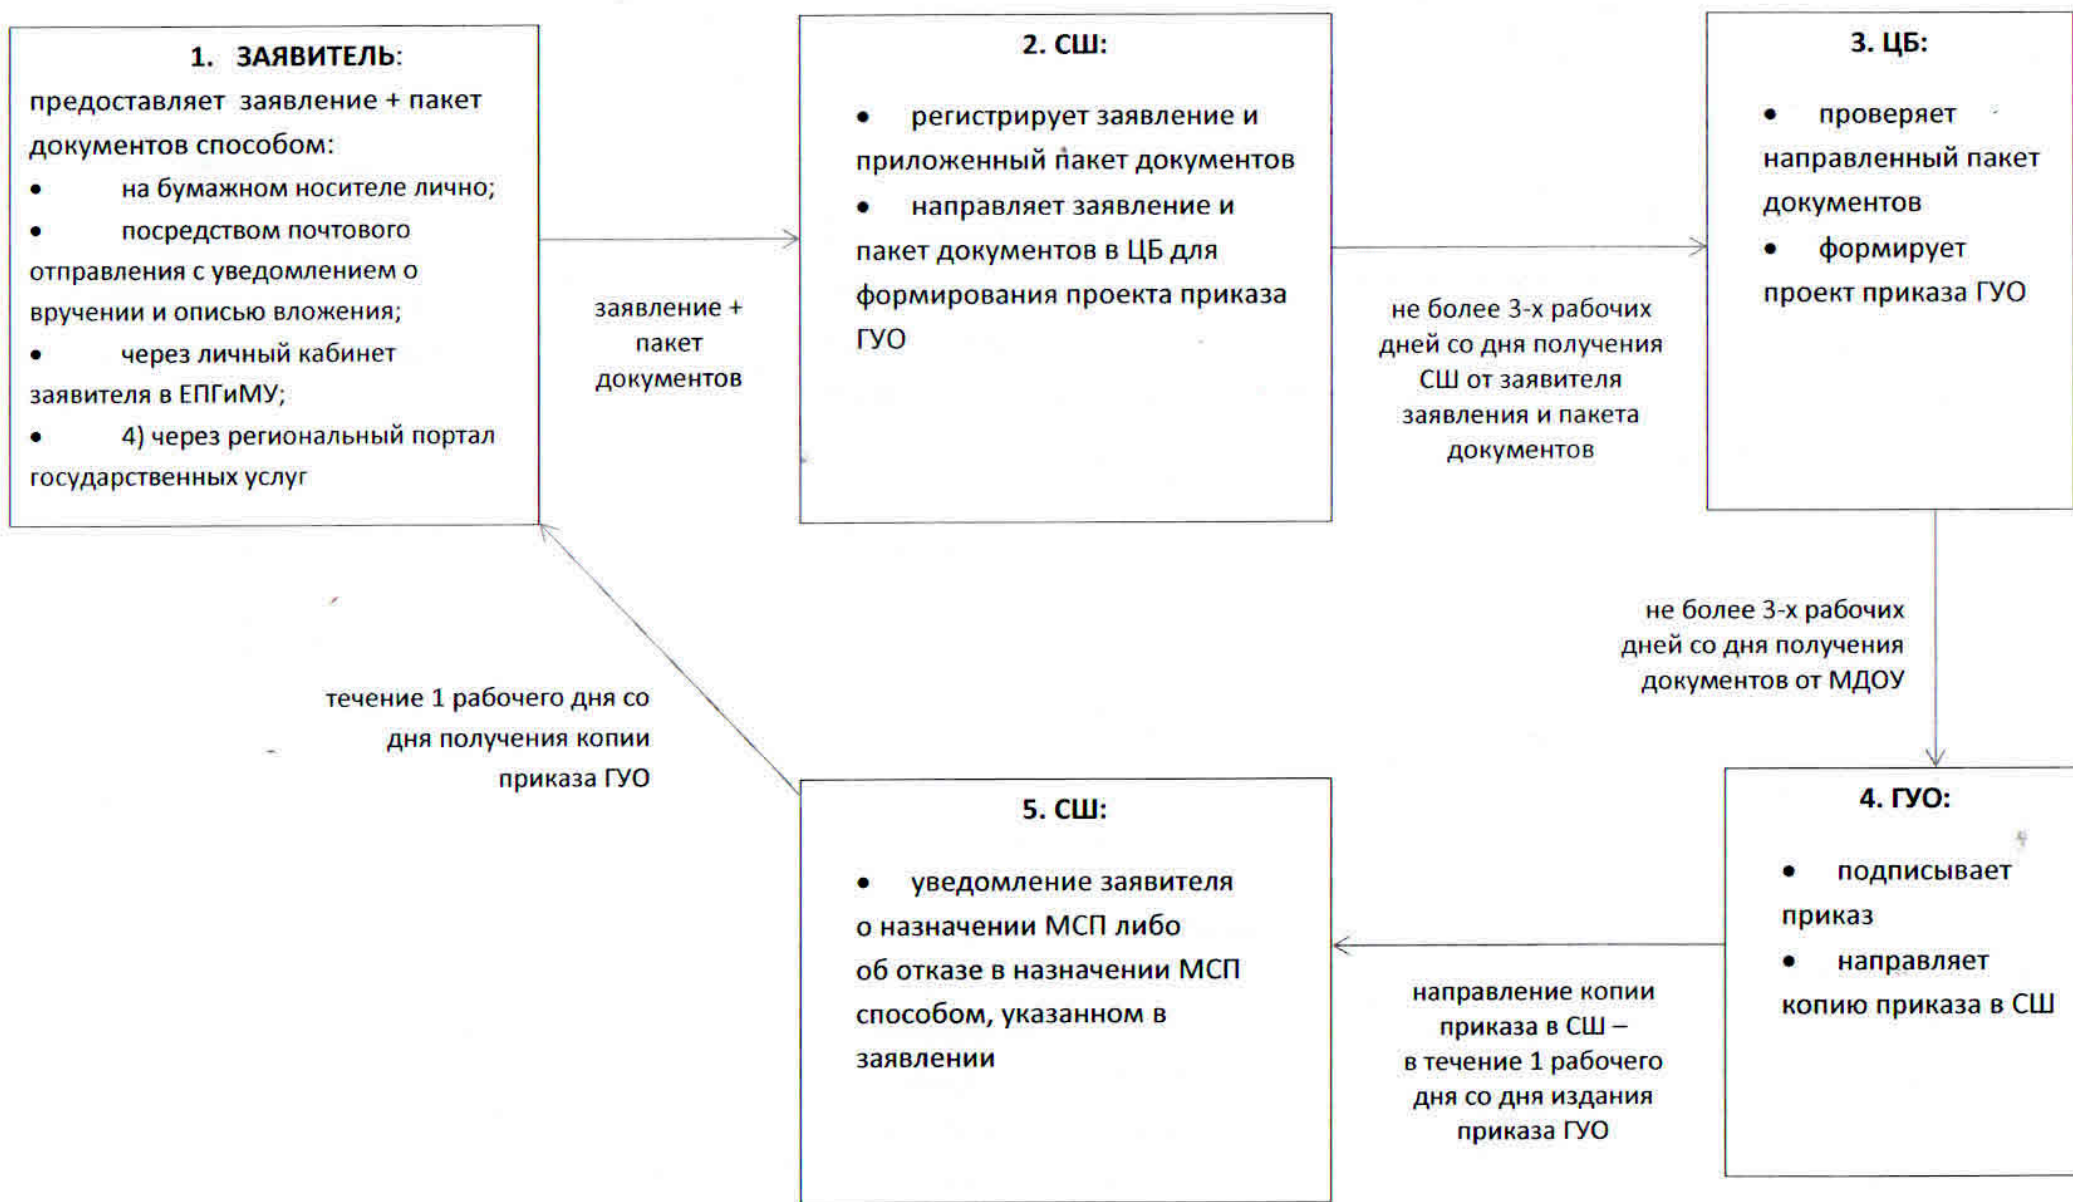 1. ЗАЯВИТЕЛЬ:
предоставляет заявление + пакет
документов способом:
• на бумажном носителе лично;
• посредством почтового
отправления с уведомлением о
вручении и описью вложения;
• через личный кабинет
заявителя в ЕПГиМУ;
• 4) через региональный портал
государственных услуг
заявление +
пакет
документов
2. СШ:
• регистрирует заявление и
приложенный пакет документов
• направляет заявление и
пакет документов в ЦБ для
формирования проекта приказа
ГУО
не более 3-х рабочих
дней со дня получения
СШ от заявителя
заявления и пакета
документов
3. ЦБ:
• проверяет
направленный пакет
документов
• формирует
проект приказа ГУО
не более 3-х рабочих
дней со дня получения
документов от МДОУ
4. ГУО:
• подписывает
приказ
• направляет
копию приказа в СШ
направление копии
приказа в СШ –
в течение 1 рабочего
дня со дня издания
приказа ГУО
5. СШ:
• уведомление заявителя
о назначении МСП либо
об отказе в назначении МСП
способом, указанном в
заявлении
течение 1 рабочего дня со
дня получения копии
приказа ГУО